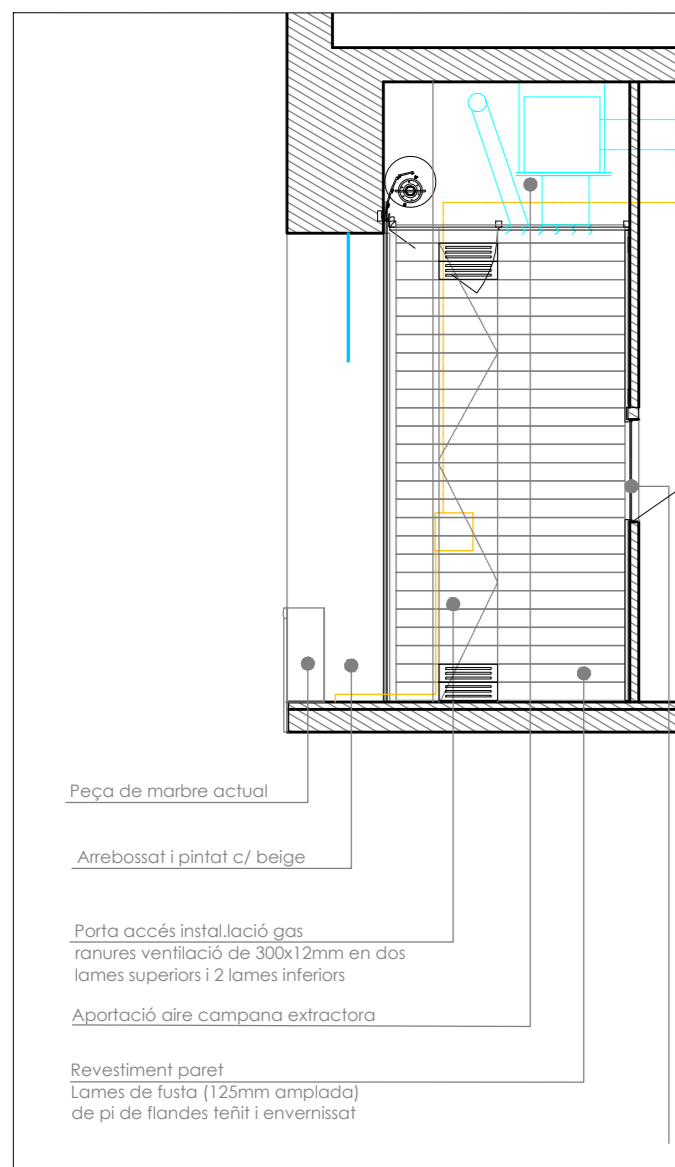 Peça de marbre actual
Arrebossat i pintat c/ beige
Porta accés instal.lació gas
ranures ventilació de 300x12mm en dos
lames superiors i 2 lames inferiors
Aportació aire campana extractora
Revestiment paret
Lames de fusta (125mm amplada)
de pi de flandes teñit i envernissat